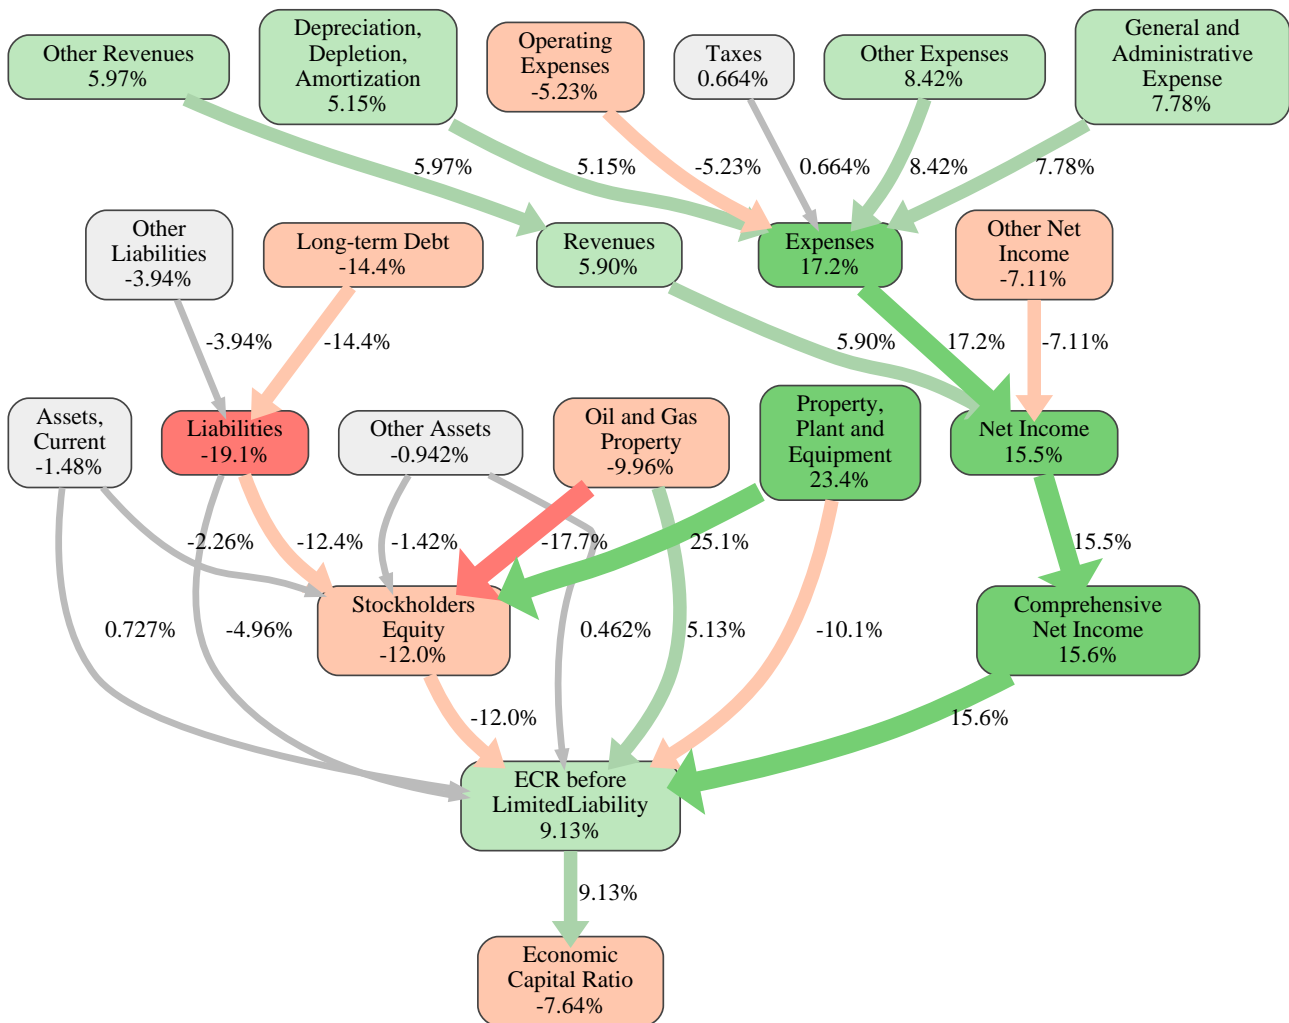 Other Revenues
5.97%
Depreciation,
Depletion,
Amortization
5.15%
Operating
Expenses
-5.23%
Taxes
0.664%
Other Expenses
8.42%
General and
Administrative
Expense
7.78%
5.97%
5.15%
-5.23%
0.664%
8.42%
7.78%
Other
Liabilities
-3.94%
Long-term Debt
-14.4%
Revenues
5.90%
Expenses
17.2%
Other Net
Income
-7.11%
-3.94%
-14.4%
5.90%
17.2%
-7.11%
Assets,
Current
-1.48%
Liabilities
-19.1%
Other Assets
-0.942%
Oil and Gas
Property
-9.96%
Property,
Plant and
Equipment
23.4%
Net Income
15.5%
-2.26%
-12.4%
-1.42%
-17.7%
25.1%
15.5%
Stockholders
Equity
-12.0%
Comprehensive
Net Income
15.6%
0.727%
-4.96%
0.462%
5.13%
-10.1%
-12.0%
15.6%
ECR before
LimitedLiability
9.13%
9.13%
Economic
Capital Ratio
-7.64%